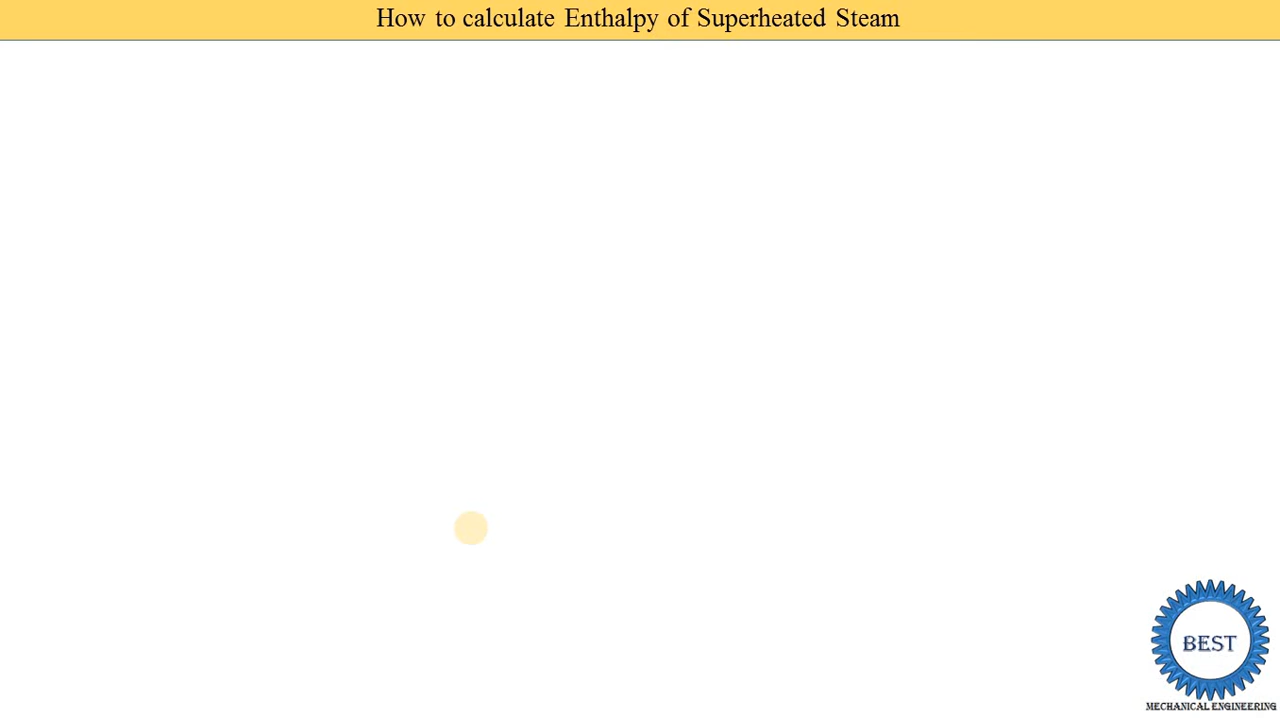 How to calculate Enthalpy of Superheated Steam
BEST
MECHANICAL ENGINEERING